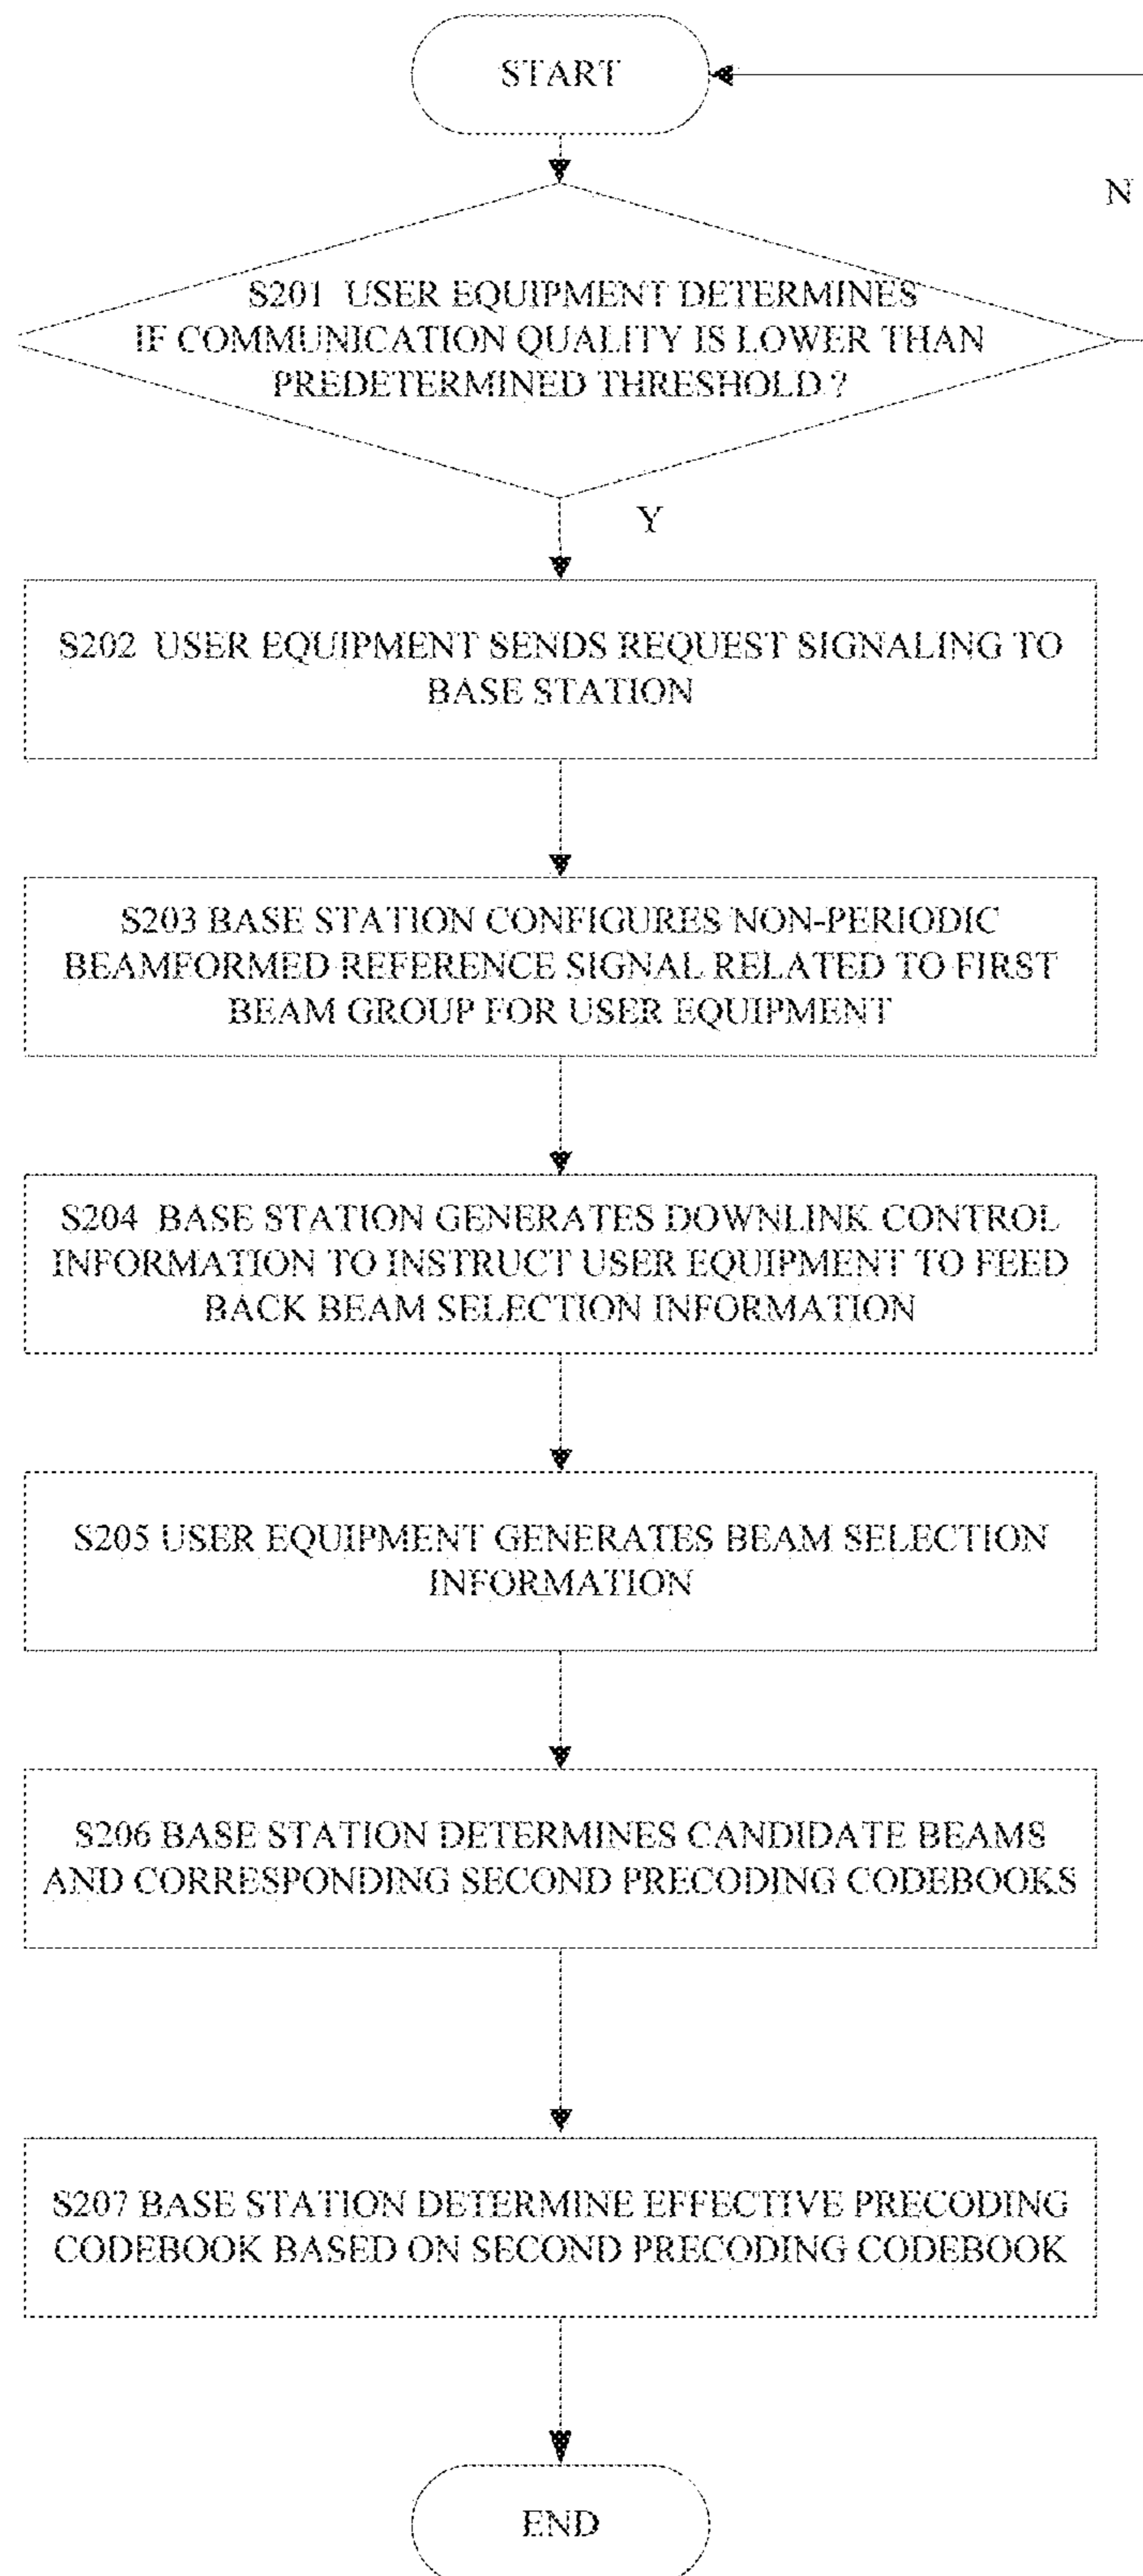 START
N
S201 USER EQUIPMENT DETERMINES
IF COMMUNICATION QUALITY IS LOWER THAN
PREDETERMINED THRESHOLD ?
Y
S202 USER EQUIPMENT SENDS REQUEST SIGNALING TO
BASE STATION
S203 BASE STATION CONFIGURES NON-PERIODIC
BEAMFORMED REFERENCE SIGNAL RELATED TO FIRST
BEAM GROUP FOR USER EQUIPMENT
S204 BASE STATION GENERATES DOWNLINK CONTROL
INFORMATION TO INSTRUCT USER EQUIPMENT TO FEED
BACK BEAM SELECTION INFORMATION
S205 USER EQUIPMENT GENERATES BEAM SELECTION
INFORMATION
S206 BASE STATION DETERMINES CANDIDATE BEAMS
AND CORRESPONDING SECOND PRECODING CODEBOOKS
S207 BASE STATION DETERMINE EFFECTIVE PRECODING
CODEBOOK BASED ON SECOND PRECODING CODEBOOK
END